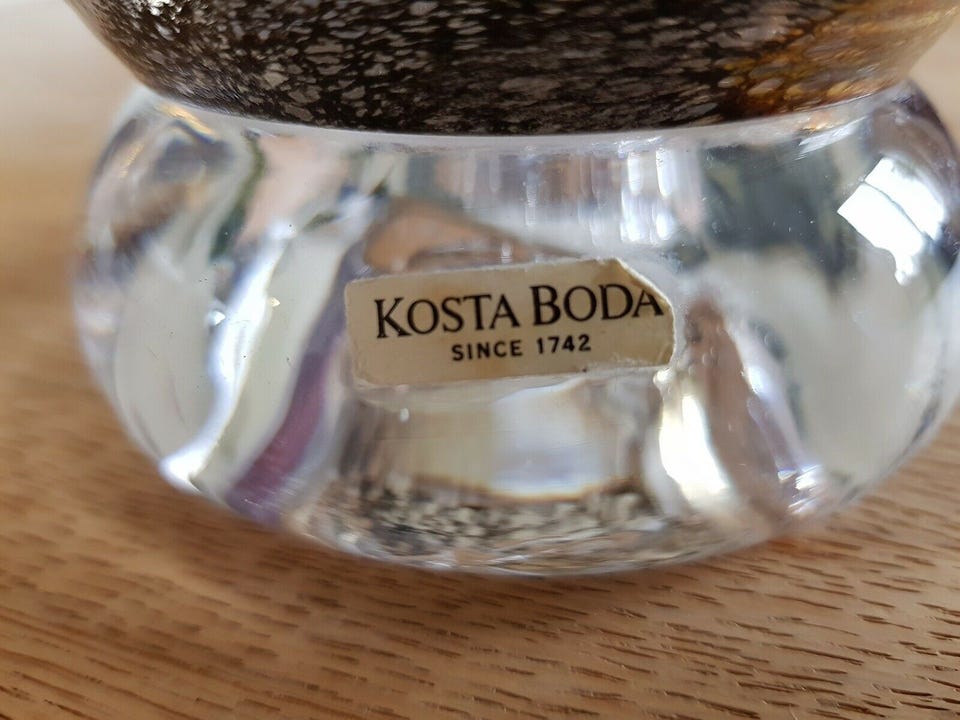 KOSTA BODA
SINCE 1742